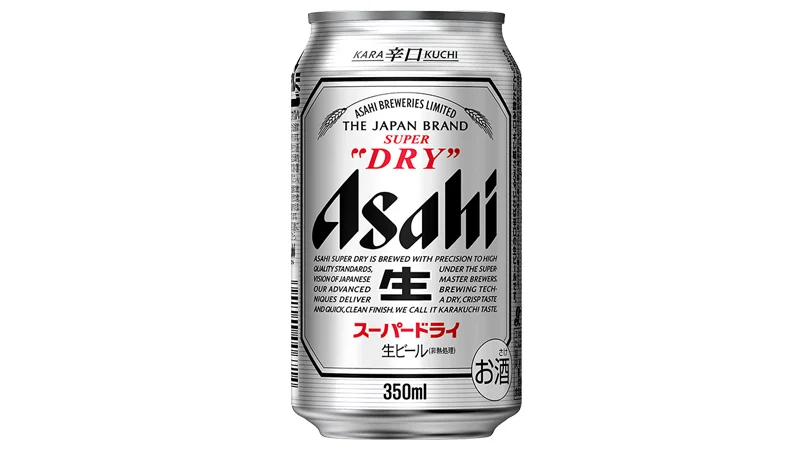 KARA 辛口 KUCHI
ASAHI BREWERIES LIMITED
THE JAPAN BRAND
SUPER
“DRY”
Asahi
ASAHI SUPER DRY IS BREWED WITH PRECISION TO HIGH
QUALITY STANDARDS, UNDER THE SUPER-
VISION OF JAPANESE MASTER BREWERS.
OUR ADVANCED BREWING TECH-
NIQUES DELIVER A DRY, CRISP TASTE
AND QUICK, CLEAN FINISH. WE CALL IT KARAKUCHI TASTE.
生
スーパードライ
生ビール(非熱処理)
さけ
お酒
350ml